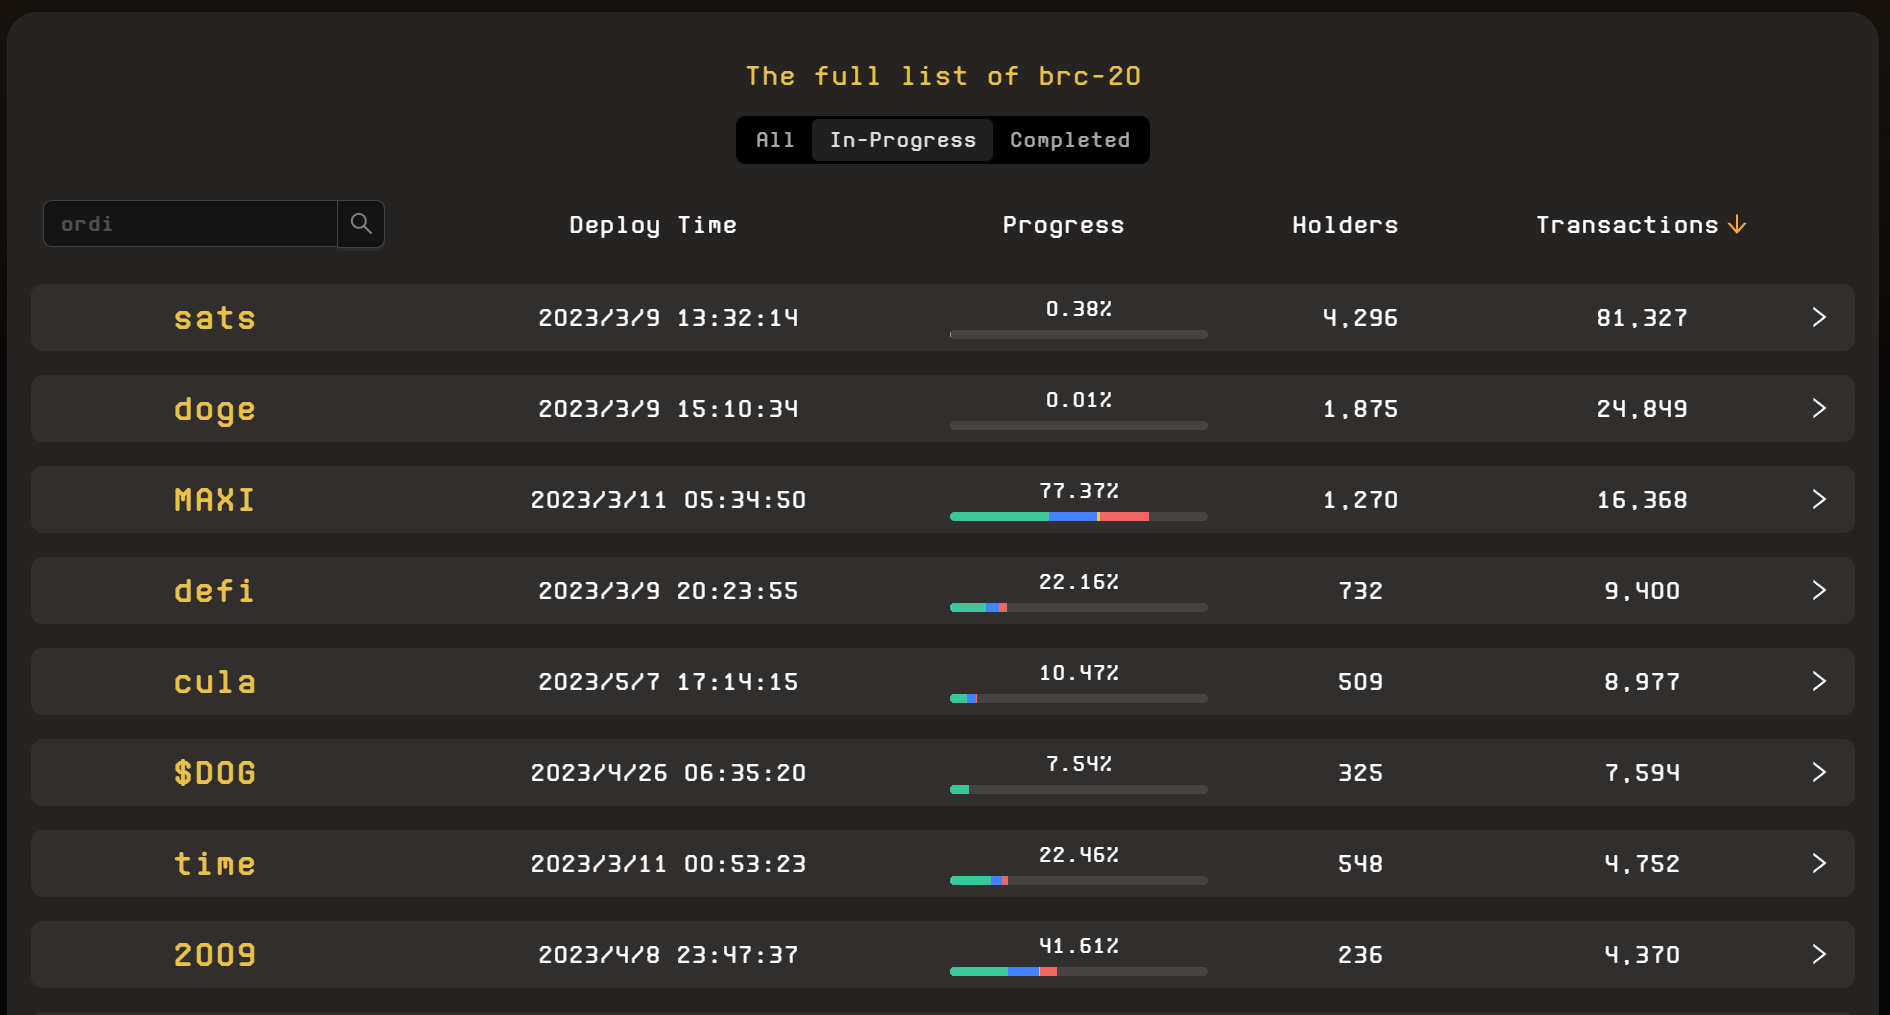 The full list of brc-20
All In-Progress Completed
ordi Deploy Time Progress Holders Transactions
sats 2023/3/9 13:32:14 0.38% 4,296 81,327
doge 2023/3/9 15:10:34 0.01% 1,875 24,849
MAXI 2023/3/11 05:34:50 77.37% 1,270 16,368
defi 2023/3/9 20:23:55 22.16% 732 9,400
cula 2023/5/7 17:14:15 10.47% 509 8,977
$DOG 2023/4/26 06:35:20 7.54% 325 7,594
time 2023/3/11 00:53:23 22.46% 548 4,752
2009 2023/4/8 23:47:37 41.61% 236 4,370